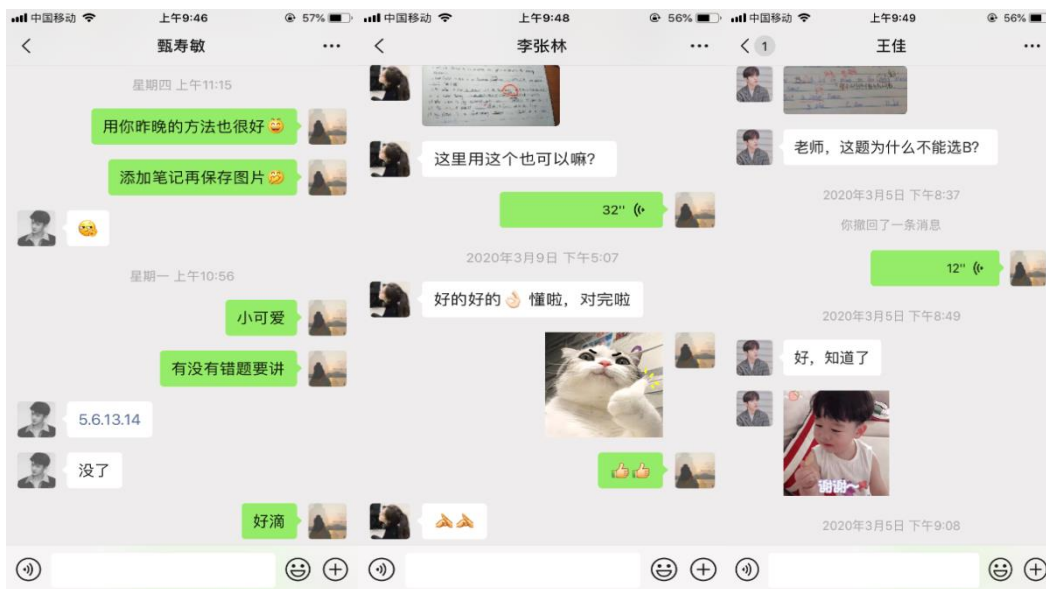 中国移动
上午9:46
57%
甄寿敏
星期四 上午11:15
用你昨晚的方法也很好
添加笔记再保存图片
星期一 上午10:56
小可爱
有没有错题要讲
5.6.13.14
没了
好滴
中国移动
上午9:48
56%
李张林
这里用这个也可以嘛?
32"
2020年3月9日 下午5:07
好的好的👌🏻 懂啦，对完啦
中国移动
上午9:49
56%
1
王佳
老师，这题为什么不能选B?
2020年3月5日 下午8:37
你撤回了一条消息
12"
2020年3月5日 下午8:49
好，知道了
谢谢~
2020年3月5日 下午9:08